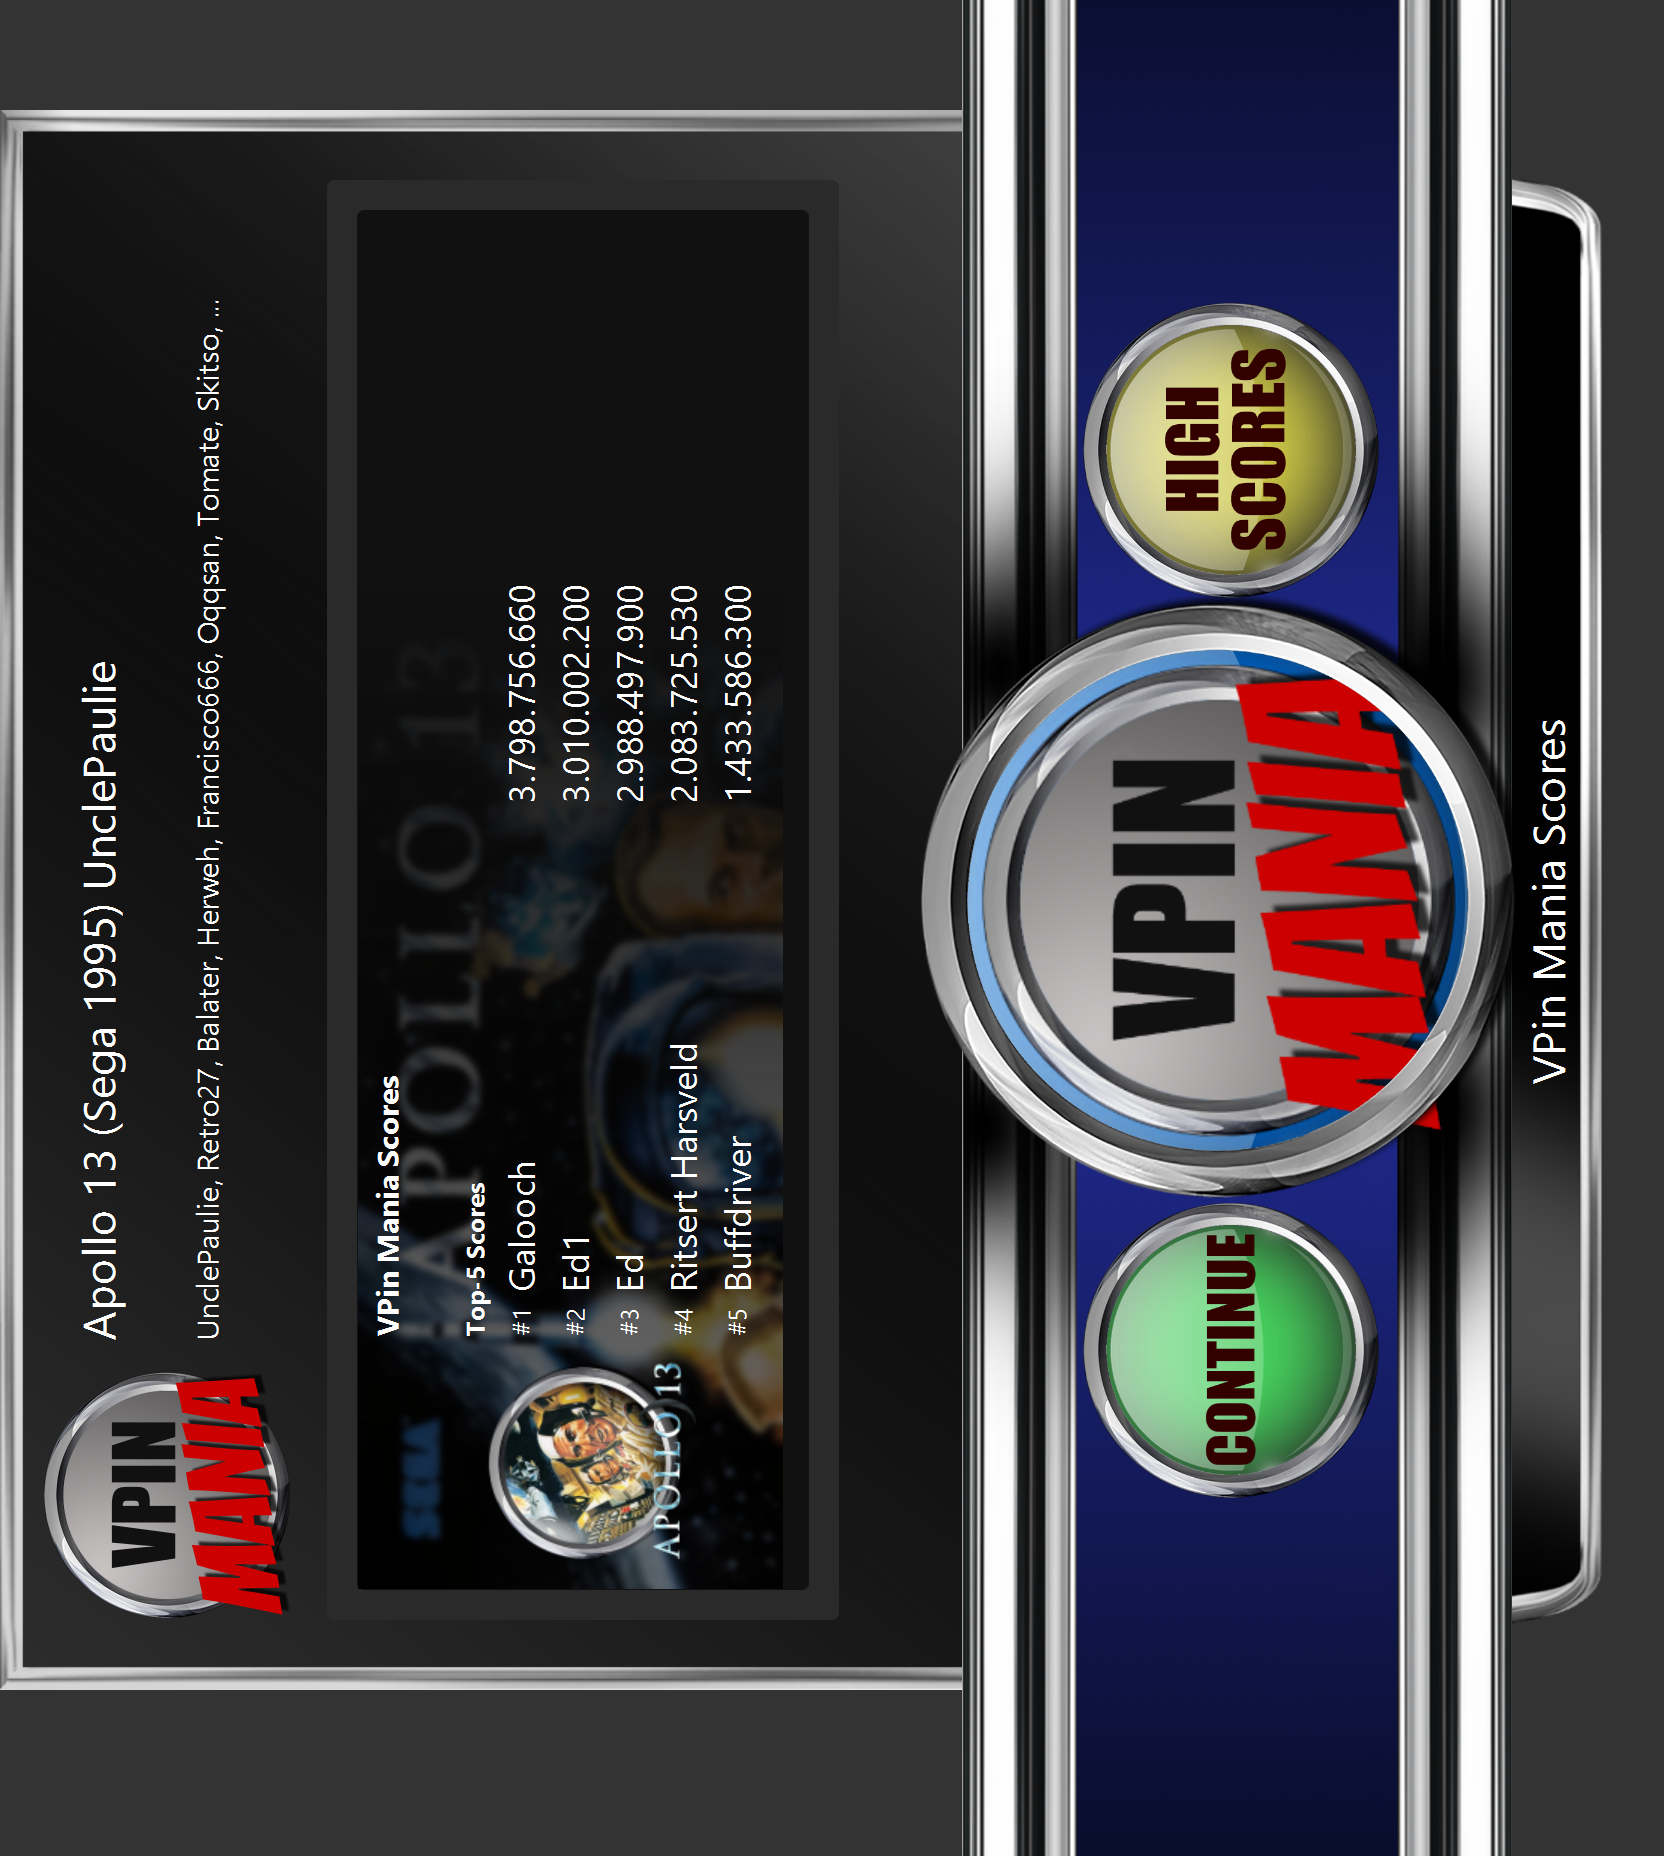 VPIN
MANIA
Apollo 13 (Sega 1995) UnclePaulie
UnclePaulie, Retro27, Balater, Herweh, Francisco666, Oqqsan, Tomate, Skitso, ...
SEGA
APOLLO 13
APOLLO 13
VPin Mania Scores
Top-5 Scores
#1 Galooch 3.798.756.660
#2 Ed1 3.010.002.200
#3 Ed 2.988.497.900
#4 Ritsert Harsveld 2.083.725.530
#5 Buffdriver 1.433.586.300
CONTINUE
VPIN
MANIA
HIGH
SCORES
VPin Mania Scores